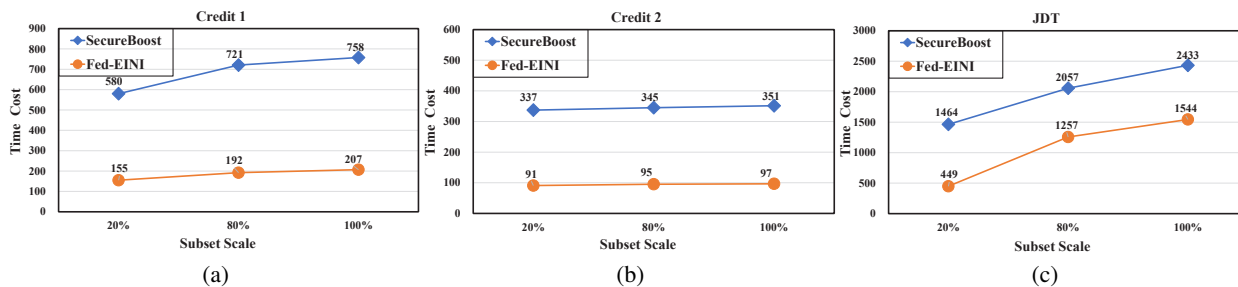 Credit 1
900
800
700
600
500
400
300
200
100
0
Time Cost
SecureBoost
Fed-EINI
580
721
758
155
192
207
20%
80%
100%
Subset Scale
(a)
Credit 2
600
500
400
300
200
100
0
Time Cost
SecureBoost
Fed-EINI
337
345
351
91
95
97
20%
80%
100%
Subset Scale
(b)
JDT
3000
2500
2000
1500
1000
500
0
Time Cost
SecureBoost
Fed-EINI
1464
2057
2433
449
1257
1544
20%
80%
100%
Subset Scale
(c)